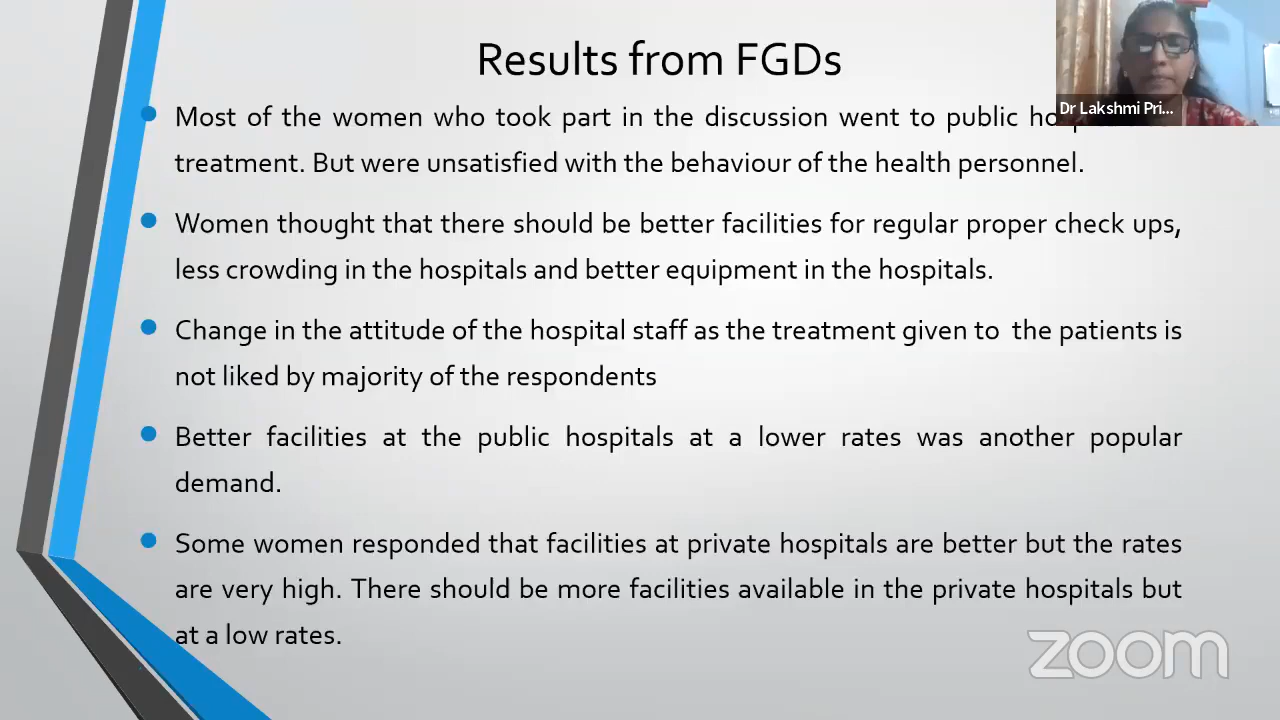 Results from FGDs
Dr Lakshmi Pri...
Most of the women who took part in the discussion went to public
treatment. But were unsatisfied with the behaviour of the health personnel.
Women thought that there should be better facilities for regular proper check ups,
less crowding in the hospitals and better equipment in the hospitals.
Change in the attitude of the hospital staff as the treatment given to the patients is
not liked by majority of the respondents
Better facilities at the public hospitals at a lower rates was another popular
demand.
Some women responded that facilities at private hospitals are better but the rates
are very high. There should be more facilities available in the private hospitals but
at a low rates.
zoom